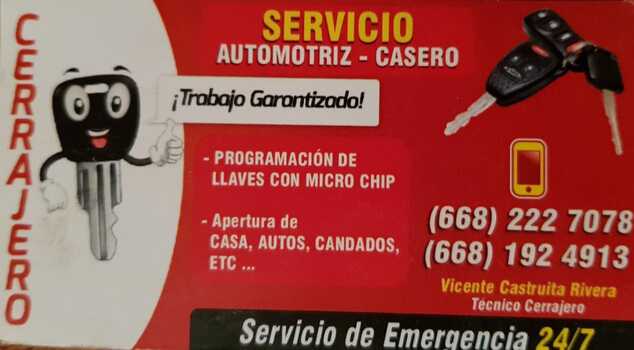 CERRAJERO
SERVICIO
AUTOMOTRIZ - CASERO
¡Trabajo Garantizado!
- PROGRAMACIÓN DE
LLAVES CON MICRO CHIP
- Apertura de
CASA, AUTOS, CANDADOS,
ETC ...
(668) 222 7078
(668) 192 4913
Vicente Castruita Rivera
Técnico Cerrajero
Servicio de Emergencia 24/7